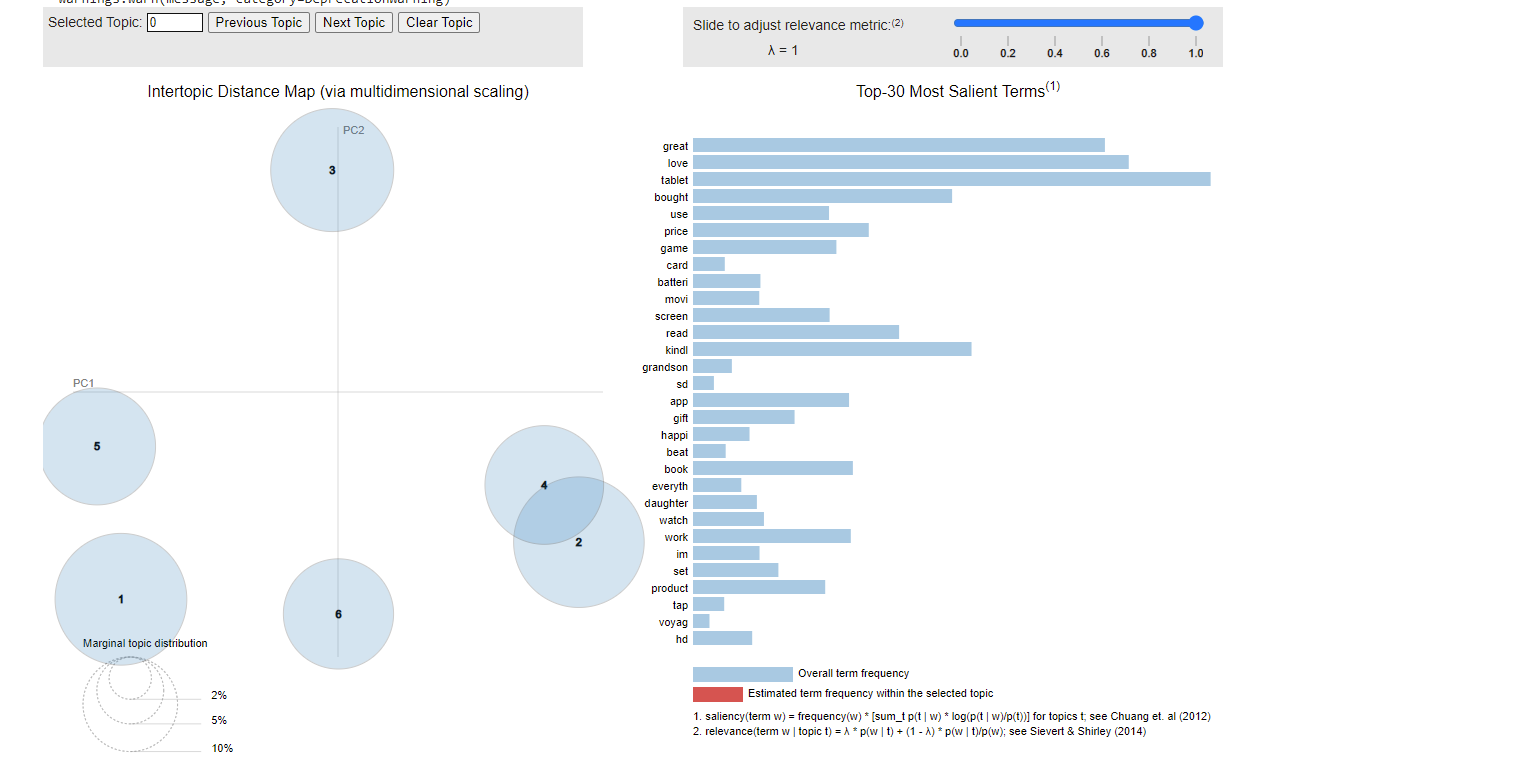 warnings.warn(message, category=DeprecationWarning)
Selected Topic: 0 Previous Topic Next Topic Clear Topic
Slide to adjust relevance metric:(2)
λ = 1
0.0 0.2 0.4 0.6 0.8 1.0
Intertopic Distance Map (via multidimensional scaling)
PC2
3
PC1
5
4
2
1
6
Marginal topic distribution
2%
5%
10%
Top-30 Most Salient Terms(1)
great
love
tablet
bought
use
price
game
card
batteri
movi
screen
read
kindl
grandson
sd
app
gift
happi
beat
book
everyth
daughter
watch
work
im
set
product
tap
voyag
hd
Overall term frequency
Estimated term frequency within the selected topic
1. saliency(term w) = frequency(w) * [sum_t p(t | w) * log(p(t | w)/p(t))] for topics t; see Chuang et. al (2012)
2. relevance(term w | topic t) = λ * p(w | t) + (1 - λ) * p(w | t)/p(w); see Sievert & Shirley (2014)